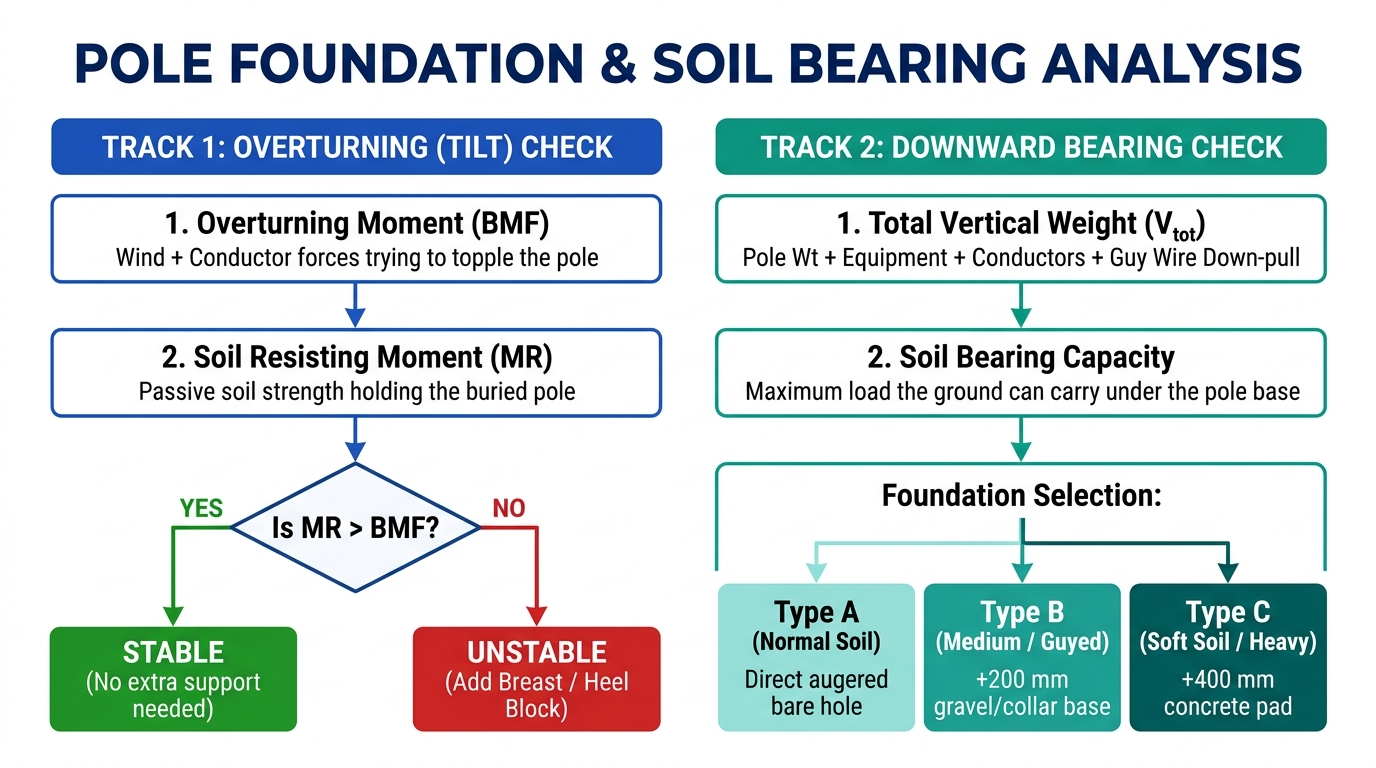 POLE FOUNDATION & SOIL BEARING ANALYSIS
TRACK 1: OVERTURNING (TILT) CHECK
1. Overturning Moment (BMF)
Wind + Conductor forces trying to topple the pole
2. Soil Resisting Moment (MR)
Passive soil strength holding the buried pole
Is MR > BMF?
YES
NO
STABLE
(No extra support
needed)
UNSTABLE
(Add Breast / Heel
Block)
TRACK 2: DOWNWARD BEARING CHECK
1. Total Vertical Weight (Vtot)
Pole Wt + Equipment + Conductors + Guy Wire Down-pull
2. Soil Bearing Capacity
Maximum load the ground can carry under the pole base
Foundation Selection:
Type A
(Normal Soil)
Direct augered
bare hole
Type B
(Medium / Guyed)
+200 mm
gravel/collar base
Type C
(Soft Soil / Heavy)
+400 mm
concrete pad